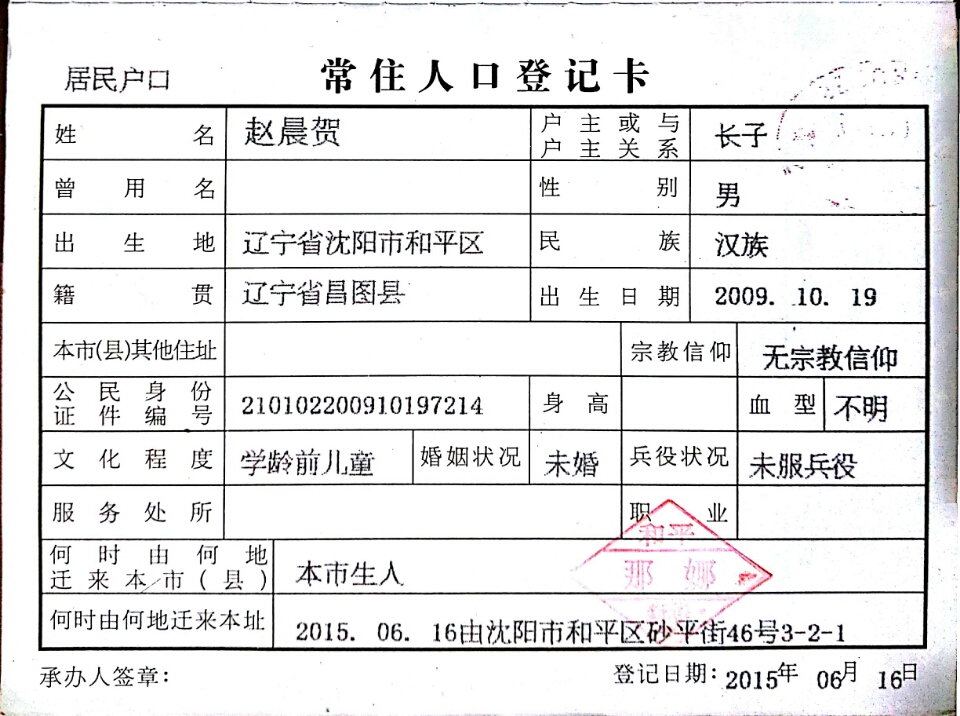 居民户口
常住人口登记卡
姓名 赵晨贺 户主或与户主关系 长子
曾用名 性别 男
出生地 辽宁省沈阳市和平区 民族 汉族
籍贯 辽宁省昌图县 出生日期 2009. 10. 19
本市(县)其他住址 宗教信仰 无宗教信仰
公民身份证件编号 210102200910197214 身高 血型 不明
文化程度 学龄前儿童 婚姻状况 未婚 兵役状况 未服兵役
服务处所 职业
和平
那娜
何时由何地迁来本市(县) 本市生人
何时由何地迁来本址 2015. 06. 16由沈阳市和平区砂平街46号3-2-1
承办人签章: 登记日期: 2015年 06月 16日